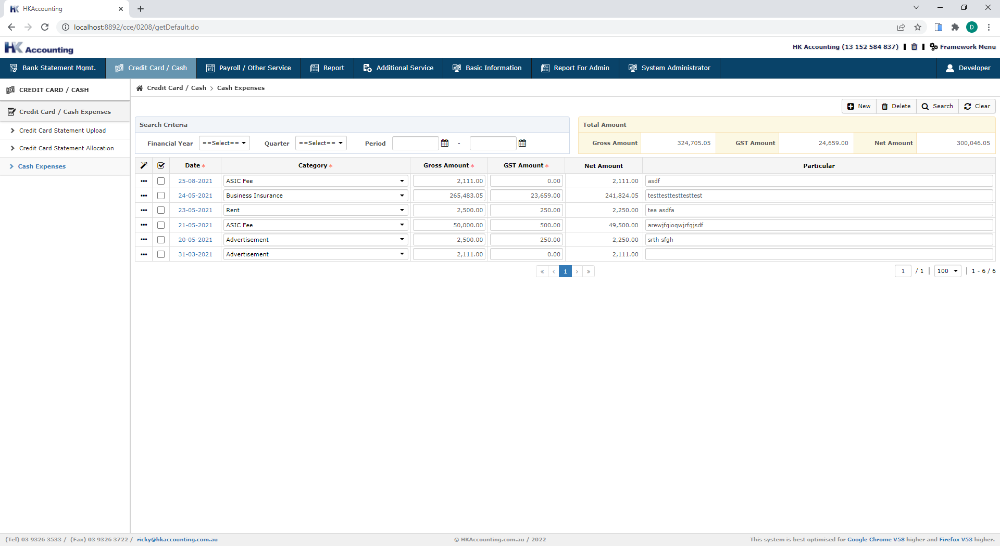 HKAccounting
localhost:8892/cce/0208/getDefault.do
D
HK Accounting
HK Accounting (13 152 584 837)
Framework Menu
Bank Statement Mgmt.
Credit Card / Cash
Payroll / Other Service
Report
Additional Service
Basic Information
Report For Admin
System Administrator
Developer
CREDIT CARD / CASH
Credit Card / Cash Expenses
Credit Card Statement Upload
Credit Card Statement Allocation
Cash Expenses
Credit Card / Cash > Cash Expenses
New Delete Search Clear
Search Criteria
Financial Year ==Select== Quarter ==Select== Period -
Total Amount
Gross Amount 324,705.05 GST Amount 24,659.00 Net Amount 300,046.05
Date * Category * Gross Amount * GST Amount * Net Amount Particular
25-08-2021 ASIC Fee 2,111.00 0.00 2,111.00 asdf
24-05-2021 Business Insurance 265,483.05 23,659.00 241,824.05 testtesttesttesttest
23-05-2021 Rent 2,500.00 250.00 2,250.00 tea asdfa
21-05-2021 ASIC Fee 50,000.00 500.00 49,500.00 arewjfgioqwjrfgjsdf
20-05-2021 Advertisement 2,500.00 250.00 2,250.00 srth sfgh
31-03-2021 Advertisement 2,111.00 0.00 2,111.00
« ‹ 1 › »
1 / 1 | 100 | 1 - 6 / 6
(Tel) 03 9326 3533 / (Fax) 03 9326 3722 / ricky@hkaccounting.com.au
© HKAccounting.com.au / 2022
This system is best optimised for Google Chrome V58 higher and Firefox V53 higher.